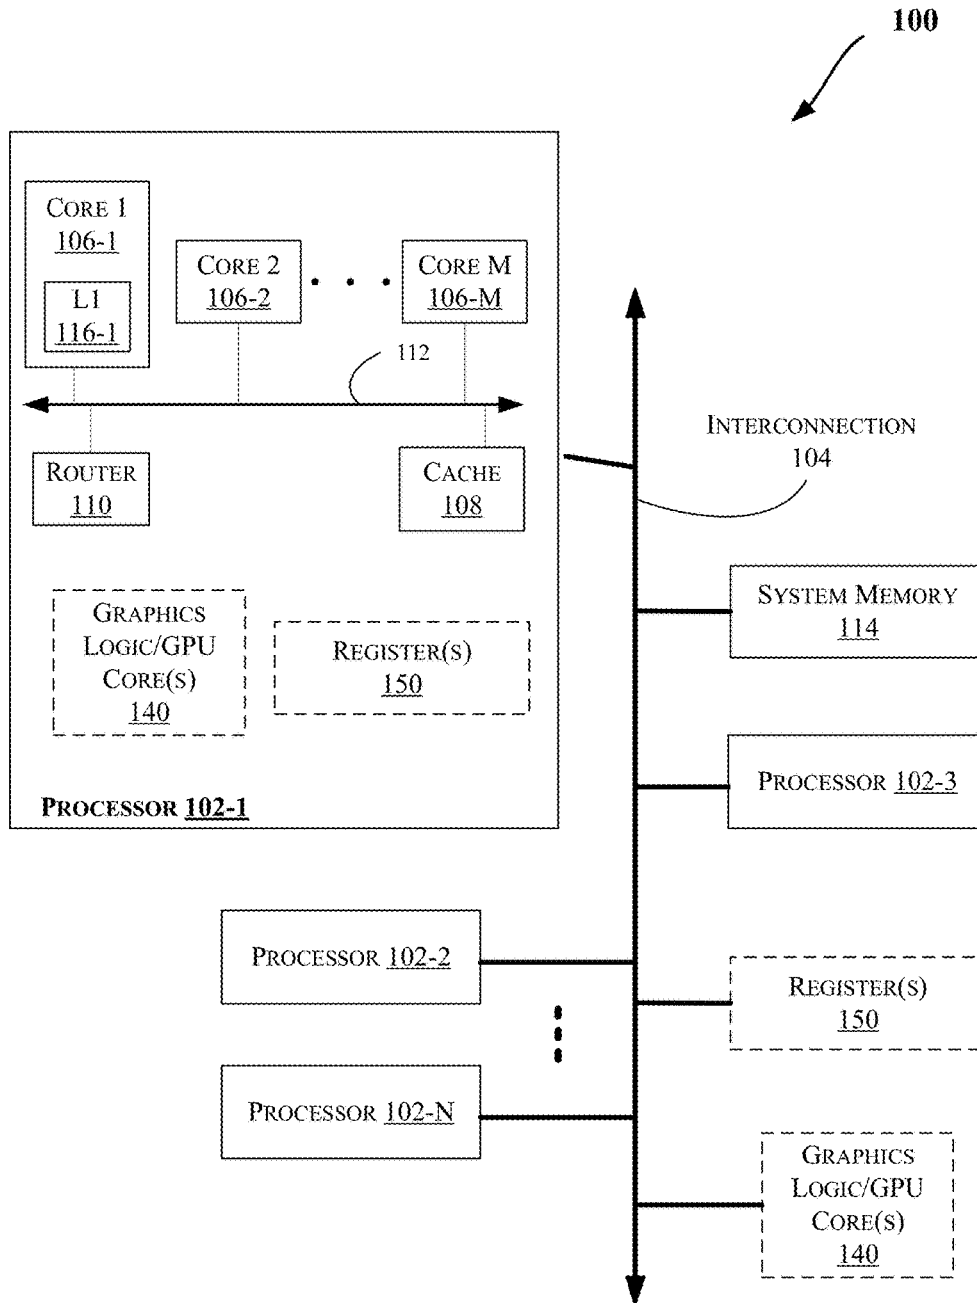 100
CORE 1
106-1
L1
116-1
CORE 2
106-2
CORE M
106-M
112
ROUTER
110
CACHE
108
GRAPHICS
LOGIC/GPU
CORE(S)
140
REGISTER(S)
150
PROCESSOR 102-1
INTERCONNECTION
104
SYSTEM MEMORY
114
PROCESSOR 102-3
PROCESSOR 102-2
REGISTER(S)
150
PROCESSOR 102-N
GRAPHICS
LOGIC/GPU
CORE(S)
140